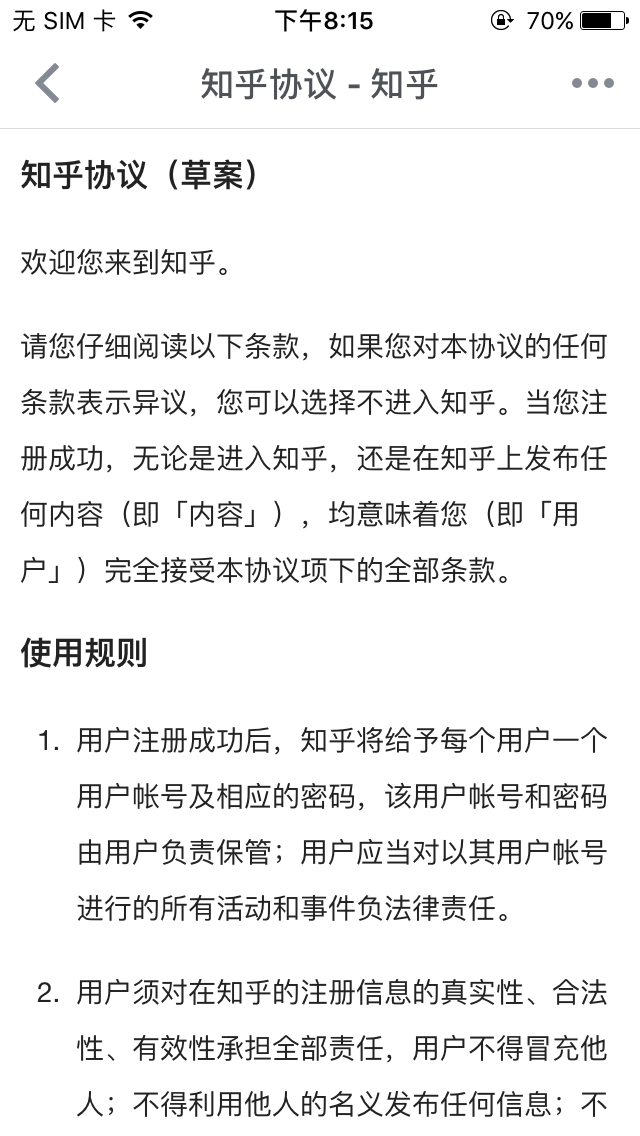 无 SIM 卡 下午8:15 70%
知乎协议 - 知乎
知乎协议（草案）
欢迎您来到知乎。
请您仔细阅读以下条款，如果您对本协议的任何
条款表示异议，您可以选择不进入知乎。当您注
册成功，无论是进入知乎，还是在知乎上发布任
何内容（即「内容」），均意味着您（即「用
户」）完全接受本协议项下的全部条款。
使用规则
1. 用户注册成功后，知乎将给予每个用户一个
用户帐号及相应的密码，该用户帐号和密码
由用户负责保管；用户应当对以其用户帐号
进行的所有活动和事件负法律责任。
2. 用户须对在知乎的注册信息的真实性、合法
性、有效性承担全部责任，用户不得冒充他
人；不得利用他人的名义发布任何信息；不